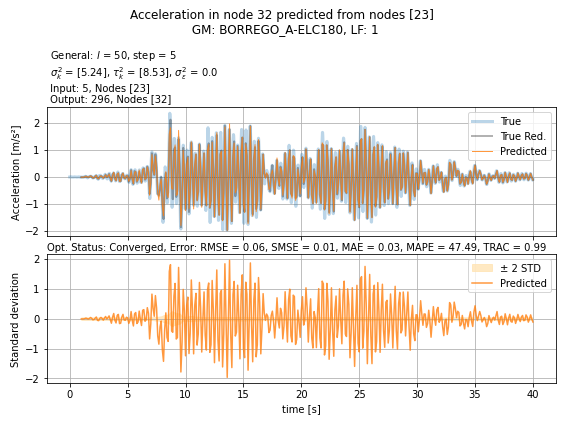 Acceleration in node 32 predicted from nodes [23]
GM: BORREGO_A-ELC180, LF: 1
General: l = 50, step = 5
σ²ₖ = [5.24], τ²ₖ = [8.53], σ²ε = 0.0
Input: 5, Nodes [23]
Output: 296, Nodes [32]
Acceleration [m/s²]
2
1
0
−1
−2
True
True Red.
Predicted
Opt. Status: Converged, Error: RMSE = 0.06, SMSE = 0.01, MAE = 0.03, MAPE = 47.49, TRAC = 0.99
Standard deviation
2
1
0
−1
−2
± 2 STD
Predicted
0 5 10 15 20 25 30 35 40
time [s]